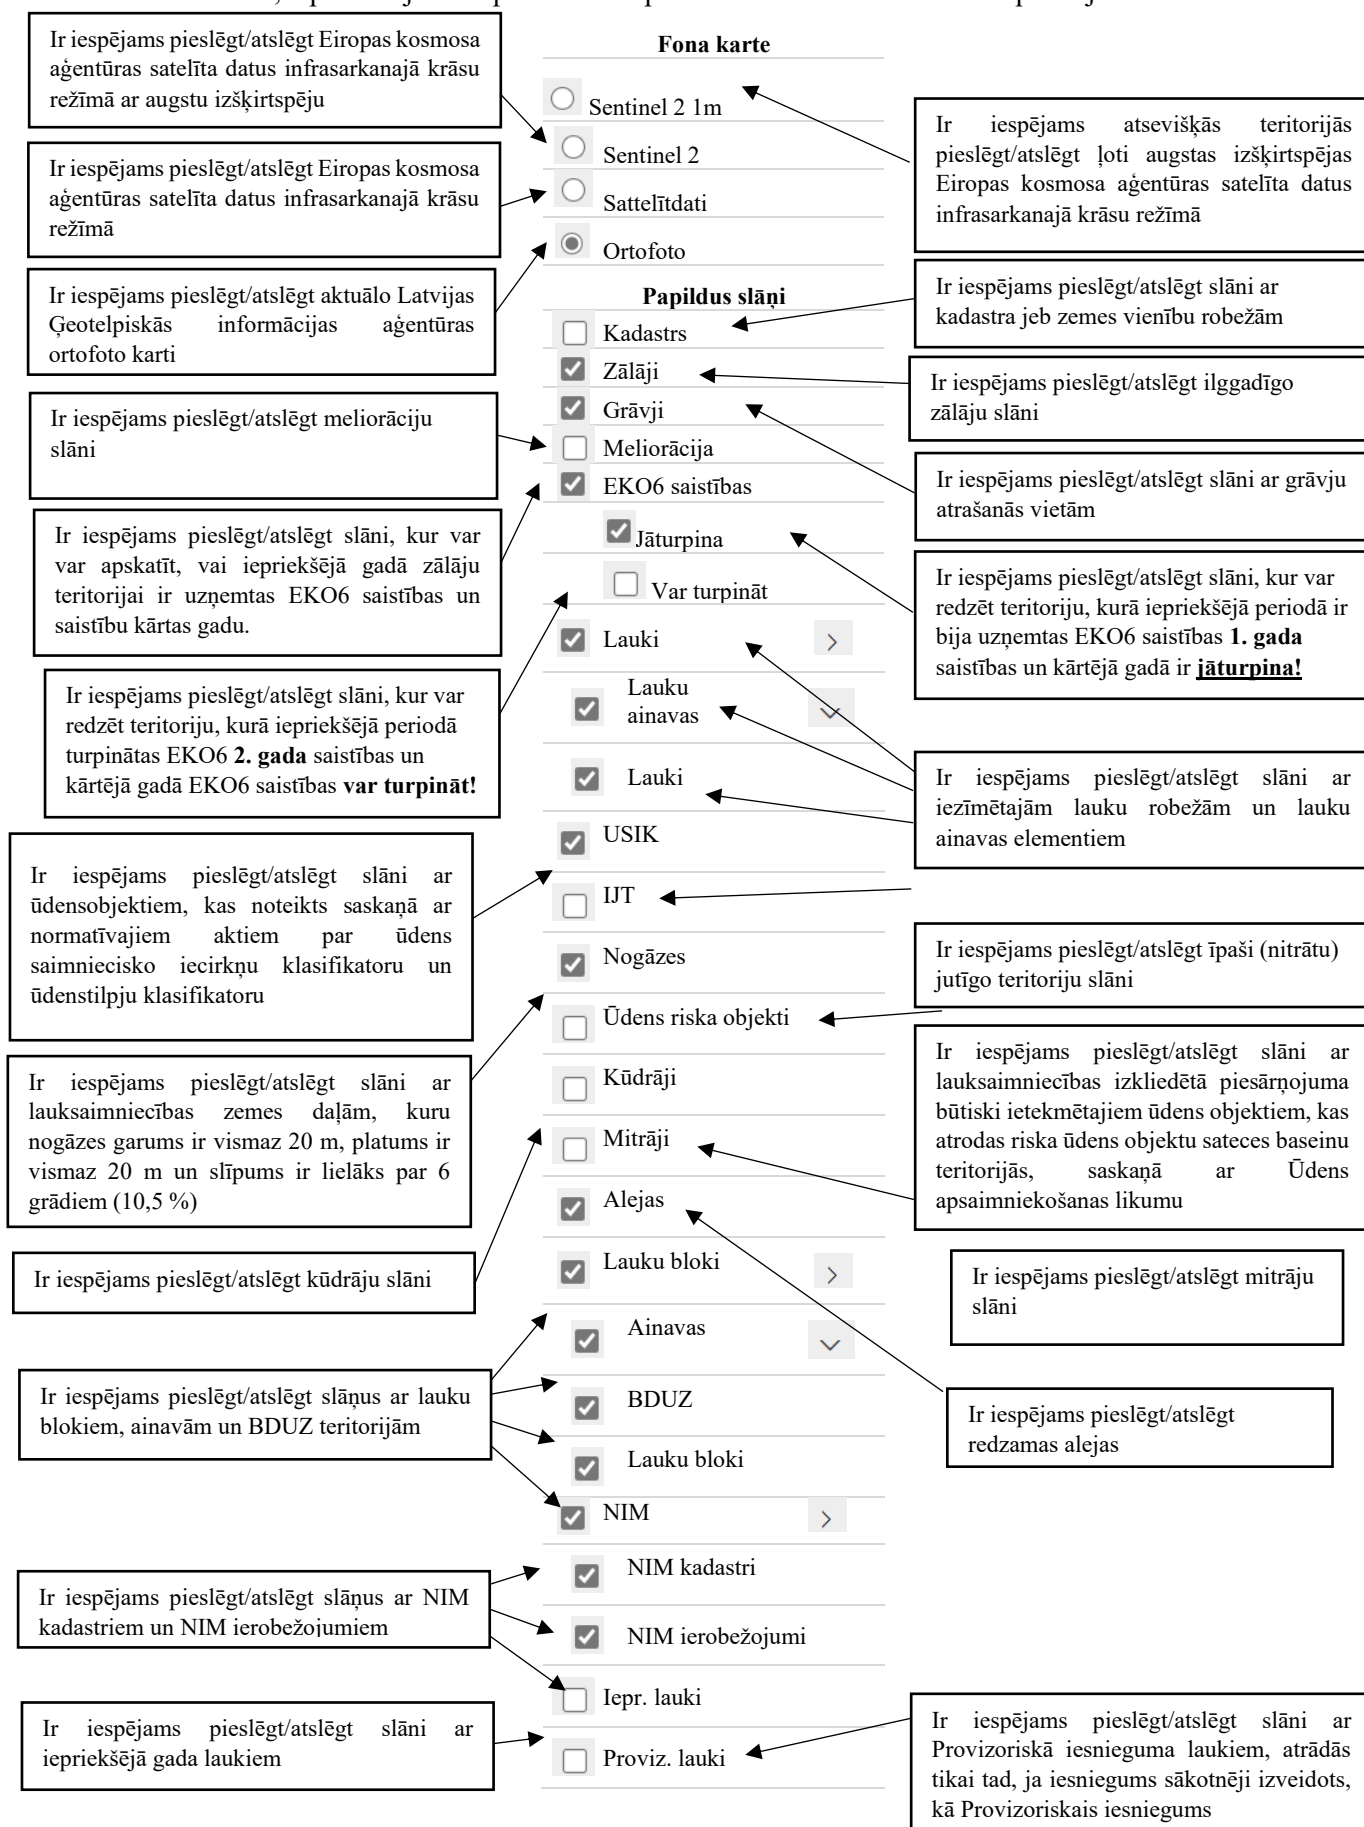 Ir iespējams pieslēgt/atslēgt Eiropas kosmosa
aģentūras satelīta datus infrasarkanajā krāsu
režīmā ar augstu izšķirtspēju
Ir iespējams pieslēgt/atslēgt Eiropas kosmosa
aģentūras satelīta datus infrasarkanajā krāsu
režīmā
Ir iespējams pieslēgt/atslēgt aktuālo Latvijas
Ģeotelpiskās informācijas aģentūras
ortofoto karti
Ir iespējams pieslēgt/atslēgt meliorāciju
slāni
Ir iespējams pieslēgt/atslēgt slāni, kur var
var apskatīt, vai iepriekšējā gadā zālāju
teritorijai ir uzņemtas EKO6 saistības un
saistību kārtas gadu.
Ir iespējams pieslēgt/atslēgt slāni, kur var
redzēt teritoriju, kurā iepriekšējā periodā
turpinātas EKO6 2. gada saistības un
kārtējā gadā EKO6 saistības var turpināt!
Ir iespējams pieslēgt/atslēgt slāni ar
ūdensobjektiem, kas noteikts saskaņā ar
normatīvajiem aktiem par ūdens
saimniecisko iecirkņu klasifikatoru un
ūdenstilpju klasifikatoru
Ir iespējams pieslēgt/atslēgt slāni ar
lauksaimniecības zemes daļām, kuru
nogāzes garums ir vismaz 20 m, platums ir
vismaz 20 m un slīpums ir lielāks par 6
grādiem (10,5 %)
Ir iespējams pieslēgt/atslēgt kūdrāju slāni
Ir iespējams pieslēgt/atslēgt slāņus ar lauku
blokiem, ainavām un BDUZ teritorijām
Ir iespējams pieslēgt/atslēgt slāņus ar NIM
kadastriem un NIM ierobežojumiem
Ir iespējams pieslēgt/atslēgt slāni ar
iepriekšējā gada laukiem
Fona karte
Sentinel 2 1m
Sentinel 2
Sattelītdati
Ortofoto
Papildus slāņi
Kadastrs
Zālāji
Grāvji
Meliorācija
EKO6 saistības
Jāturpina
Var turpināt
Lauki
Lauku
ainavas
Lauki
USIK
IJT
Nogāzes
Ūdens riska objekti
Kūdrāji
Mitrāji
Alejas
Lauku bloki
Ainavas
BDUZ
Lauku bloki
NIM
NIM kadastri
NIM ierobežojumi
Iepr. lauki
Proviz. lauki
Ir iespējams atsevišķās teritorijās
pieslēgt/atslēgt ļoti augstas izšķirtspējas
Eiropas kosmosa aģentūras satelīta datus
infrasarkanajā krāsu režīmā
Ir iespējams pieslēgt/atslēgt slāni ar
kadastra jeb zemes vienību robežām
Ir iespējams pieslēgt/atslēgt ilggadīgo
zālāju slāni
Ir iespējams pieslēgt/atslēgt slāni ar grāvju
atrašanās vietām
Ir iespējams pieslēgt/atslēgt slāni, kur var
redzēt teritoriju, kurā iepriekšējā periodā ir
bija uzņemtas EKO6 saistības 1. gada
saistības un kārtējā gadā ir jāturpina!
Ir iespējams pieslēgt/atslēgt slāni ar
iezīmētajām lauku robežām un lauku
ainavas elementiem
Ir iespējams pieslēgt/atslēgt īpaši (nitrātu)
jutīgo teritoriju slāni
Ir iespējams pieslēgt/atslēgt slāni ar
lauksaimniecības izkliedētā piesārņojuma
būtiski ietekmētajiem ūdens objektiem, kas
atrodas riska ūdens objektu sateces baseinu
teritorijās, saskaņā ar Ūdens
apsaimniekošanas likumu
Ir iespējams pieslēgt/atslēgt mitrāju
slāni
Ir iespējams pieslēgt/atslēgt
redzamas alejas
Ir iespējams pieslēgt/atslēgt slāni ar
Provizoriskā iesnieguma laukiem, atrādās
tikai tad, ja iesniegums sākotnēji izveidots,
kā Provizoriskais iesniegums